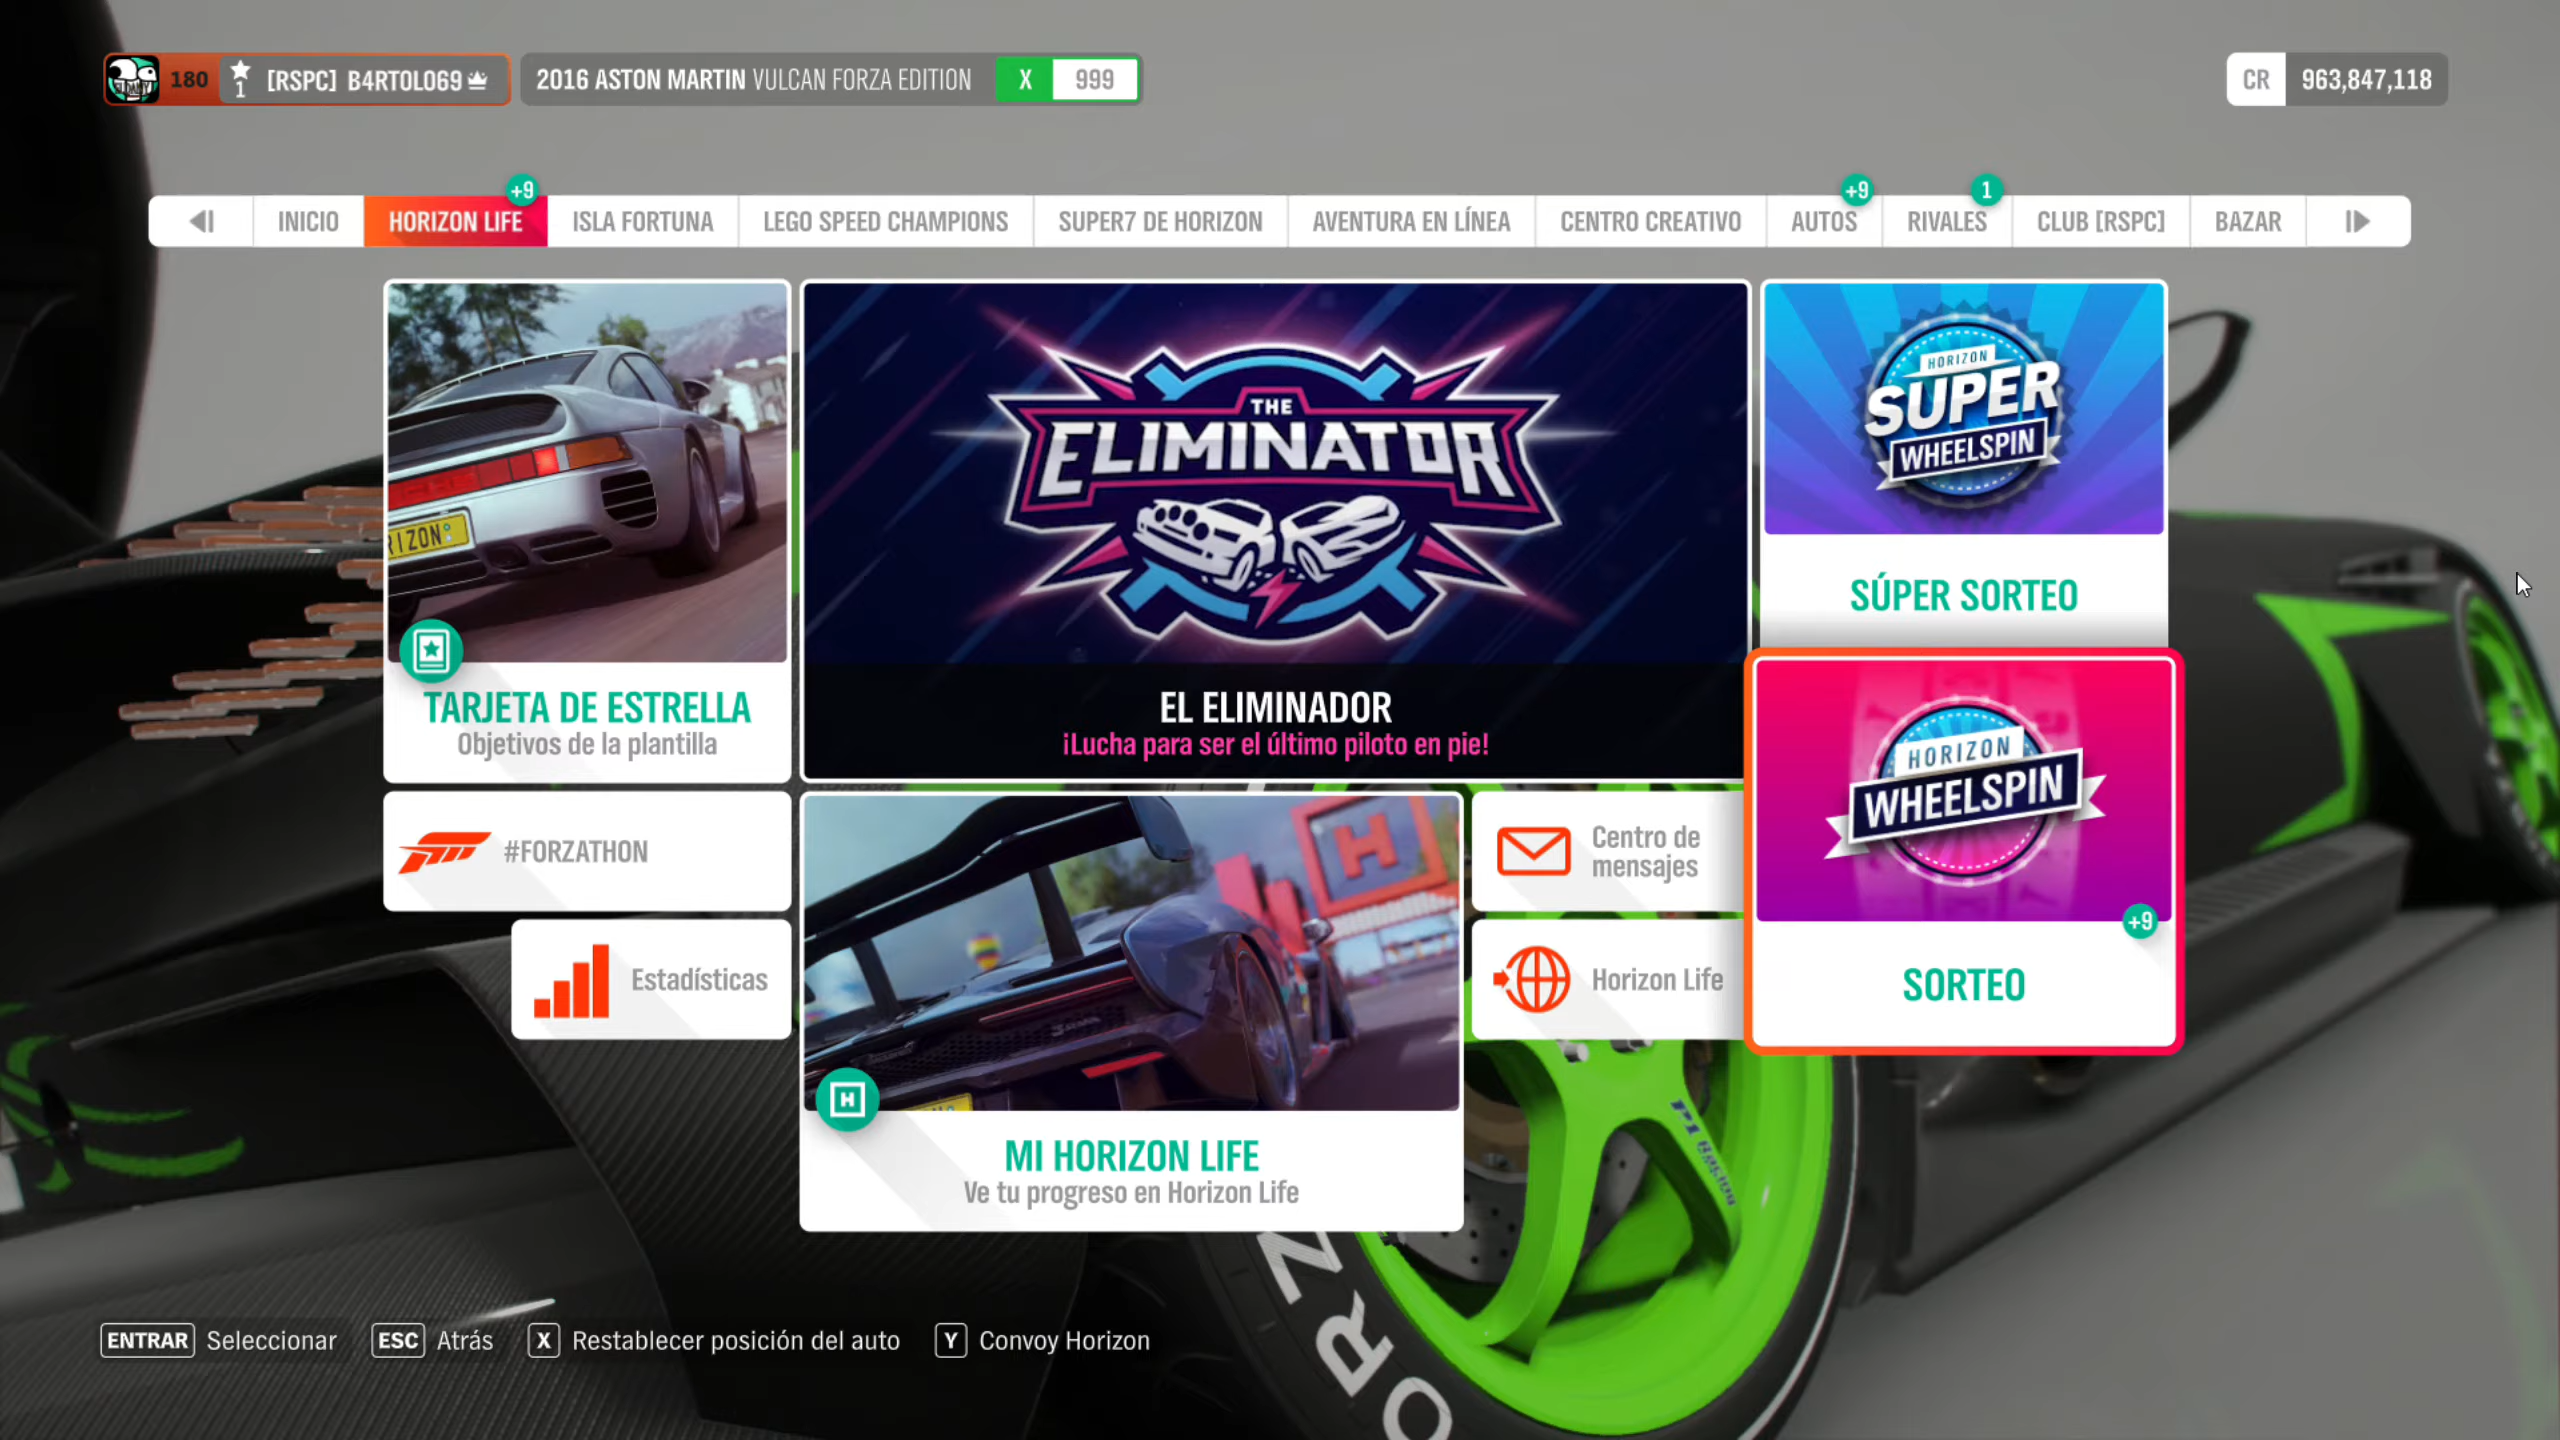 180
1
[RSPC] B4RTOLO69
2016 ASTON MARTIN VULCAN FORZA EDITION
X 999
CR 963,847,118
INICIO
HORIZON LIFE
+9
ISLA FORTUNA
LEGO SPEED CHAMPIONS
SUPER7 DE HORIZON
AVENTURA EN LÍNEA
CENTRO CREATIVO
AUTOS
+9
RIVALES
1
CLUB [RSPC]
BAZAR
RIZON
TARJETA DE ESTRELLA
Objetivos de la plantilla
THE
ELIMINATOR
EL ELIMINADOR
¡Lucha para ser el último piloto en pie!
HORIZON
SUPER
WHEELSPIN
SÚPER SORTEO
HORIZON
WHEELSPIN
+9
SORTEO
#FORZATHON
Estadísticas
H
H
MI HORIZON LIFE
Ve tu progreso en Horizon Life
Centro de
mensajes
Horizon Life
ORZ
ENTRAR Seleccionar
ESC Atrás
X Restablecer posición del auto
Y Convoy Horizon